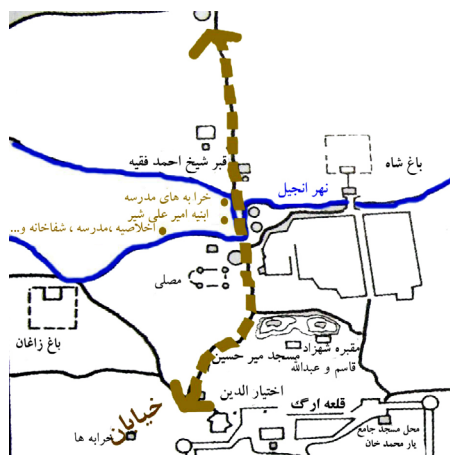 قبر شیخ احمد فقیه
باغ شاه
نهر انجیل
خرابه های مدرسه
ابنیه امیر علی شیر
اخلاصیه ،مدرسه ، شفاخانه و...
مصلی
باغ زاغان
مقبره شهزاد
قاسم و عبدالله
مسجد میر حسین
اختیار الدین
قلعه ارگ
خیابان
خرابه ها
محل مسجد جامع
یار محمد خان